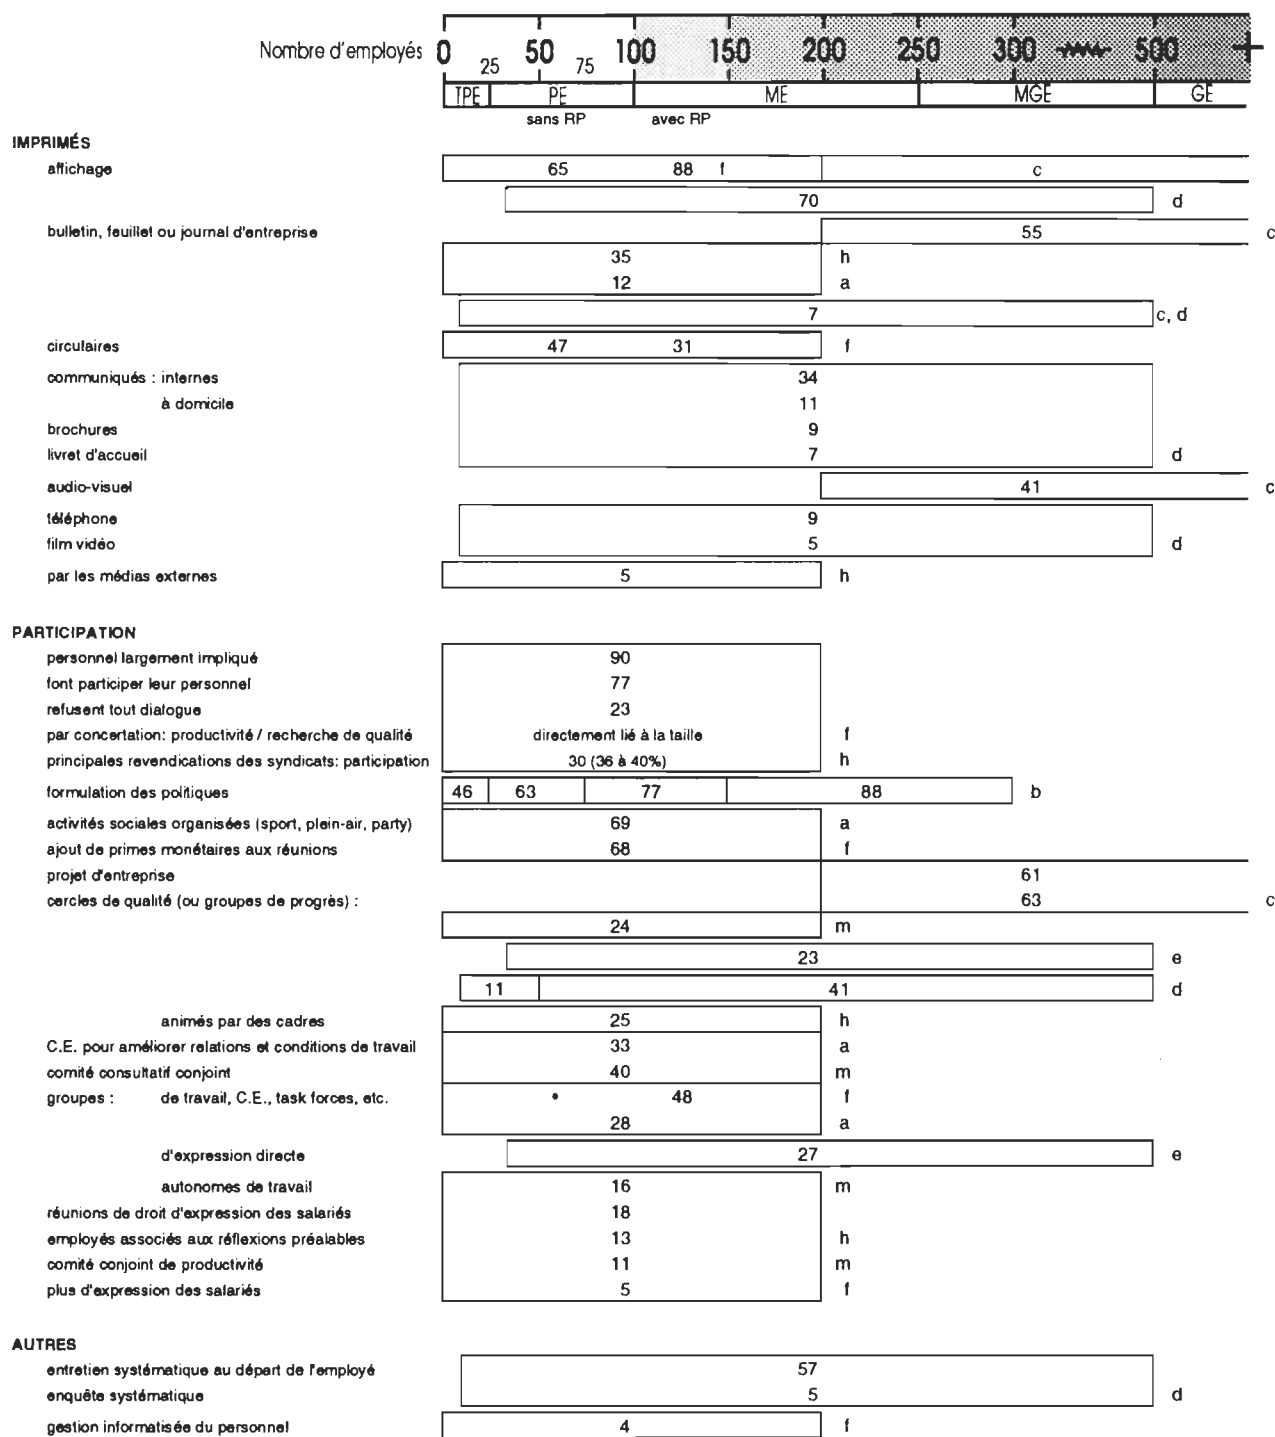 Nombre d'employés 0 25 50 75 100 150 200 250 300 500 +
TPE PE ME MGE GE
sans RP avec RP
IMPRIMÉS
affichage 65 88 f c
70 d
bulletin, feuillet ou journal d'entreprise 55 c
35 h
12 a
7 c, d
circulaires 47 31 f
communiqués : internes 34
à domicile 11
brochures 9
livret d'accueil 7 d
audio-visuel 41 c
téléphone 9
film vidéo 5 d
par les médias externes 5 h
PARTICIPATION
personnel largement impliqué 90
font participer leur personnel 77
refusent tout dialogue 23
par concertation: productivité / recherche de qualité directement lié à la taille f
principales revendications des syndicats: participation 30 (36 à 40%) h
formulation des politiques 46 63 77 88 b
activités sociales organisées (sport, plein-air, party) 69 a
ajout de primes monétaires aux réunions 68 f
projet d'entreprise 61
cercles de qualité (ou groupes de progrès) : 63 c
24 m
23 e
11 41 d
animés par des cadres 25 h
C.E. pour améliorer relations et conditions de travail 33 a
comité consultatif conjoint 40 m
groupes : de travail, C.E., task forces, etc. • 48 f
28 a
d'expression directe 27 e
autonomes de travail 16 m
réunions de droit d'expression des salariés 18
employés associés aux réflexions préalables 13 h
comité conjoint de productivité 11 m
plus d'expression des salariés 5 f
AUTRES
entretien systématique au départ de l'employé 57
enquête systématique 5 d
gestion informatisée du personnel 4 f